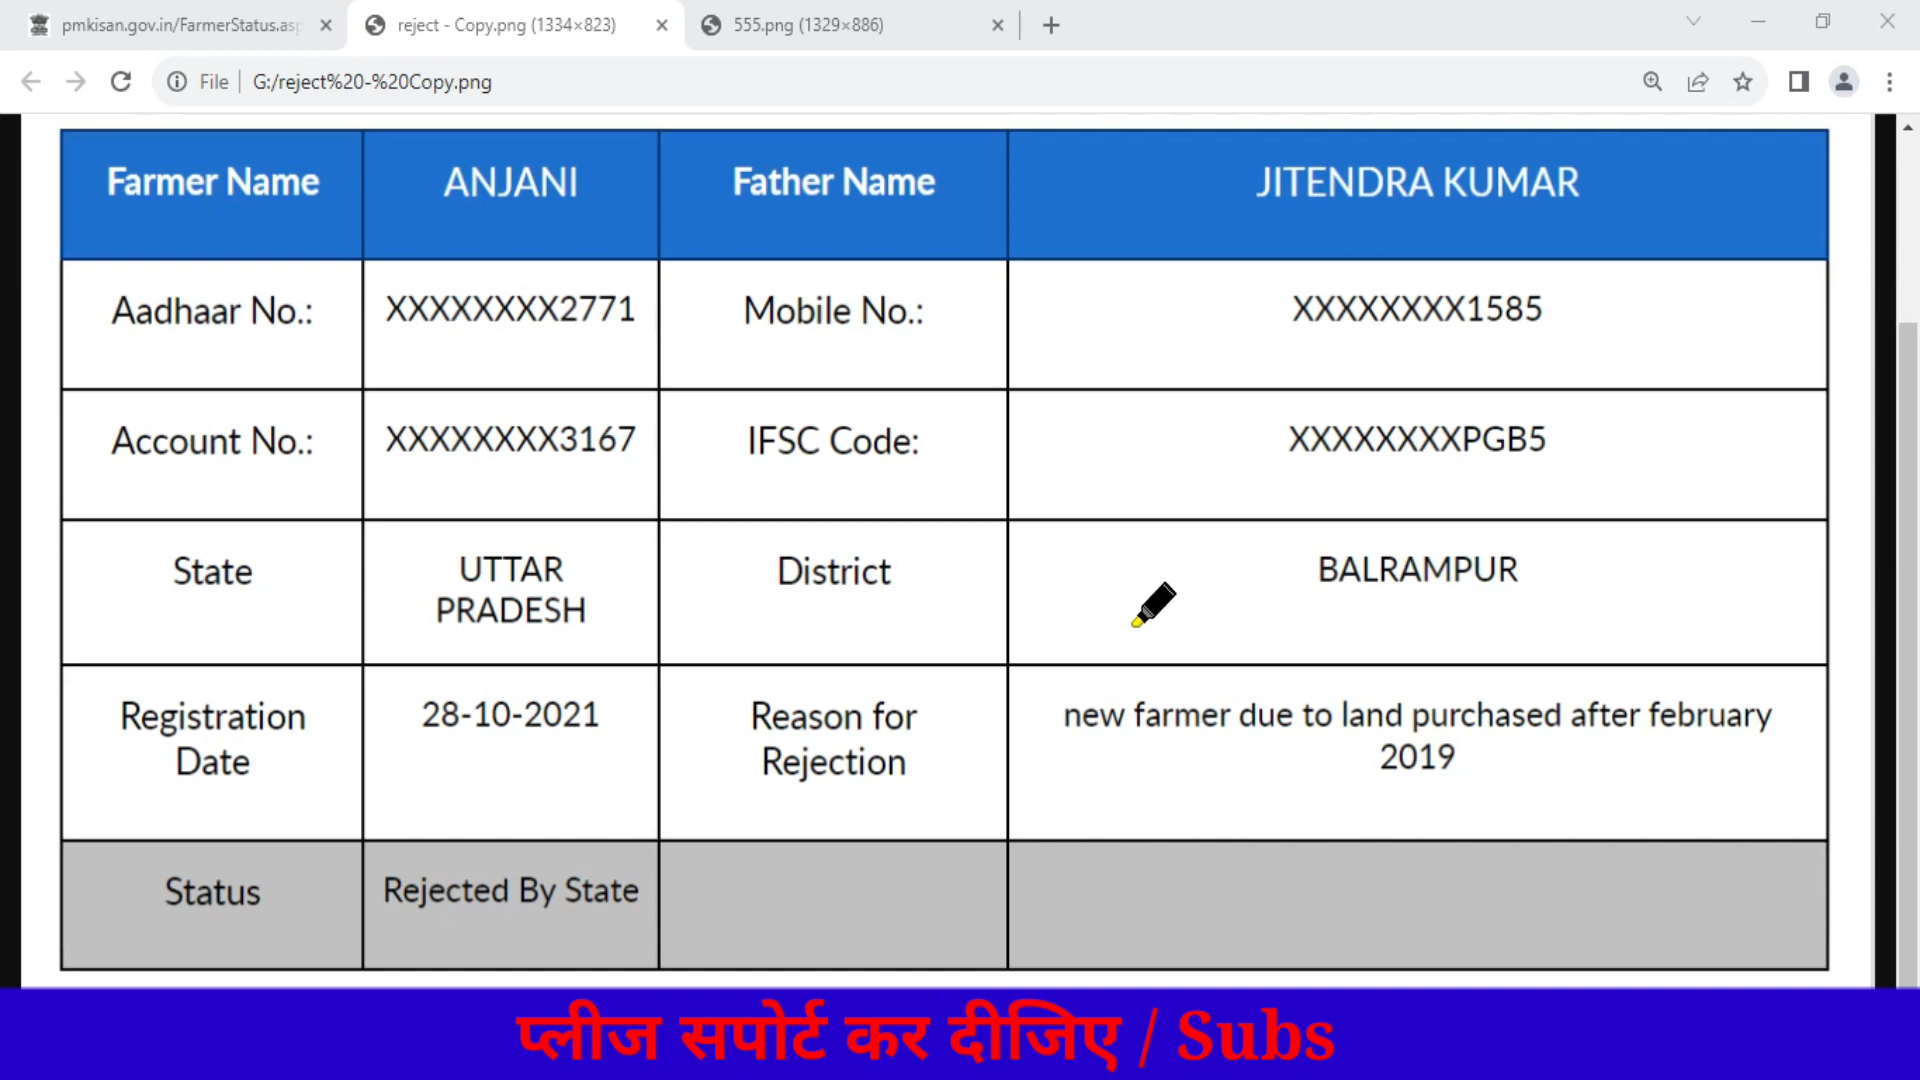 pmkisan.gov.in/FarmerStatus.asp
reject - Copy.png (1334×823)
555.png (1329×886)
File
G:/reject%20-%20Copy.png
Farmer Name ANJANI Father Name JITENDRA KUMAR
Aadhaar No.: XXXXXXXX2771 Mobile No.: XXXXXXXX1585
Account No.: XXXXXXXX3167 IFSC Code: XXXXXXXXPGB5
State UTTAR District BALRAMPUR
PRADESH
Registration 28-10-2021 Reason for new farmer due to land purchased after february
Date Rejection 2019
Status Rejected By State
प्लीज सपोर्ट कर दीजिए / Subs